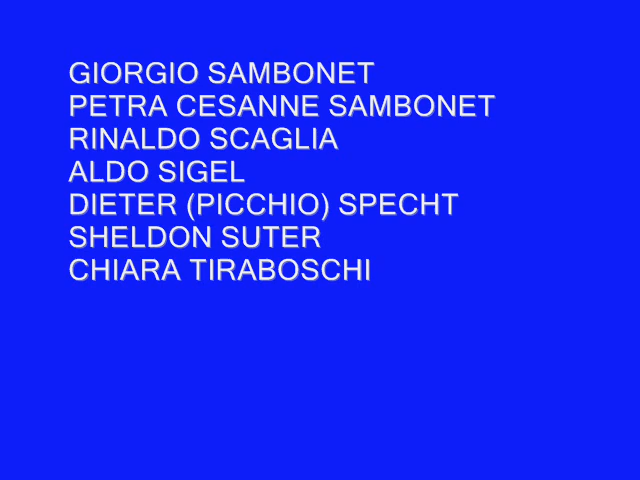 GIORGIO SAMBONET
PETRA CESANNE SAMBONET
RINALDO SCAGLIA
ALDO SIGEL
DIETER (PICCHIO) SPECHT
SHELDON SUTER
CHIARA TIRABOSCHI